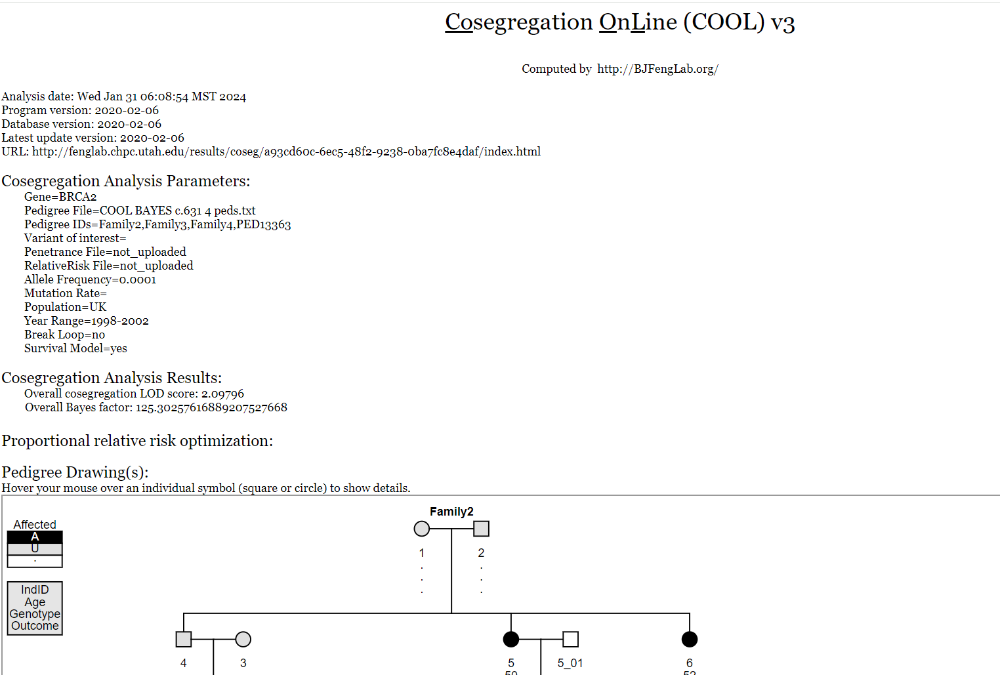 Cosegregation OnLine (COOL) v3
Computed by http://BJFengLab.org/
Analysis date: Wed Jan 31 06:08:54 MST 2024
Program version: 2020-02-06
Database version: 2020-02-06
Latest update version: 2020-02-06
URL: http://fenglab.chpc.utah.edu/results/coseg/a93cd60c-6ec5-48f2-9238-0ba7fc8e4daf/index.html
Cosegregation Analysis Parameters:
Gene=BRCA2
Pedigree File=COOL BAYES c.631 4 peds.txt
Pedigree IDs=Family2,Family3,Family4,PED13363
Variant of interest=
Penetrance File=not_uploaded
RelativeRisk File=not_uploaded
Allele Frequency=0.0001
Mutation Rate=
Population=UK
Year Range=1998-2002
Break Loop=no
Survival Model=yes
Cosegregation Analysis Results:
Overall cosegregation LOD score: 2.09796
Overall Bayes factor: 125.30257616889207527668
Proportional relative risk optimization:
Pedigree Drawing(s):
Hover your mouse over an individual symbol (square or circle) to show details.
Family2
Affected
A
U
.
1 2
. .
. .
. .
IndID
Age
Genotype
Outcome
4 3 5 5_01 6
50 52